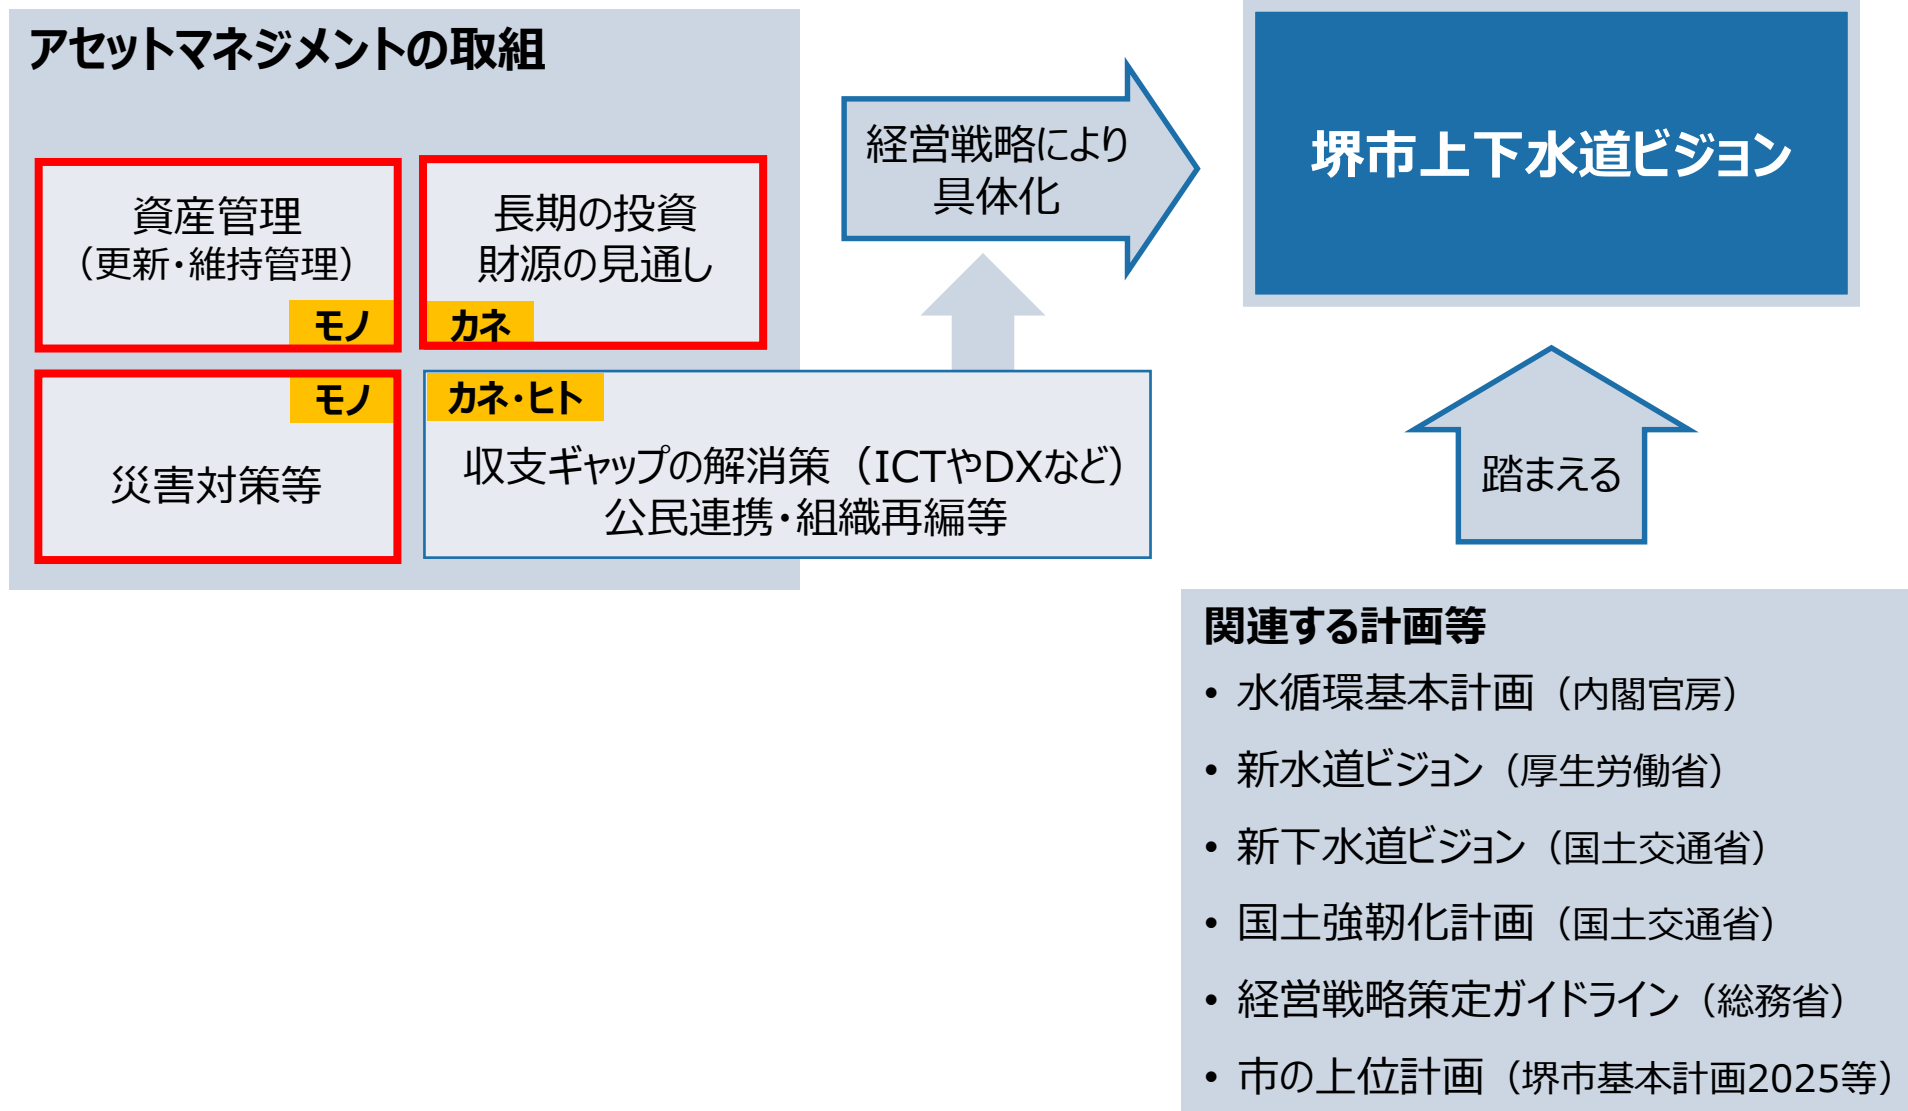 アセットマネジメントの取組
資産管理
（更新・維持管理）
モノ
長期の投資
財源の見通し
カネ
モノ
災害対策等
カネ・ヒト
収支ギャップの解消策（ICTやDXなど）
公民連携・組織再編等
経営戦略により
具体化
堺市上下水道ビジョン
踏まえる
関連する計画等
• 水循環基本計画（内閣官房）
• 新水道ビジョン（厚生労働省）
• 新下水道ビジョン（国土交通省）
• 国土強靭化計画（国土交通省）
• 経営戦略策定ガイドライン（総務省）
• 市の上位計画（堺市基本計画2025等）